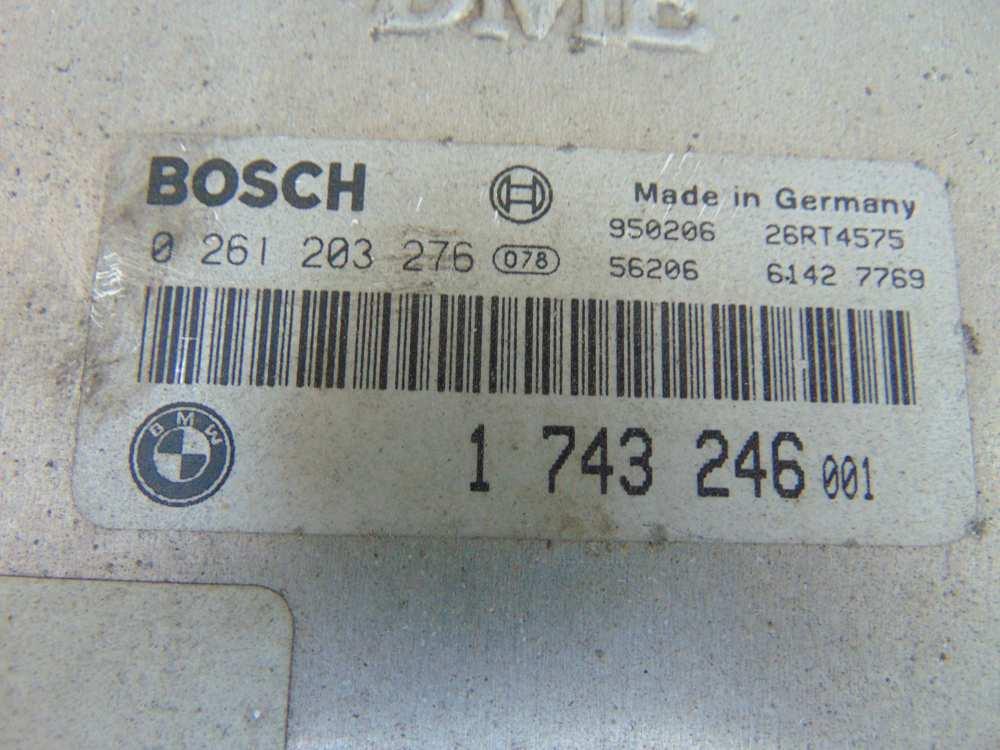 DME
BOSCH
Made in Germany
950206 26RT4575
0 261 203 276 078
56206 6142 7769
BMW
1 743 246 001